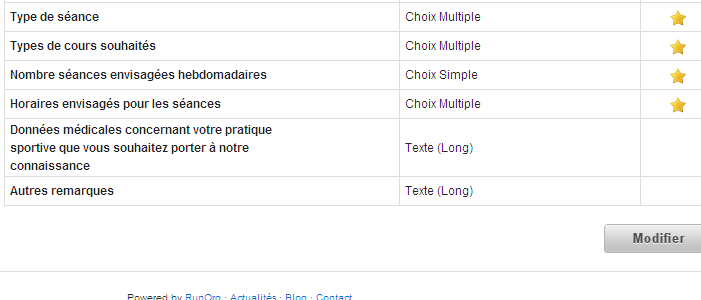 Type de séance Choix Multiple
Types de cours souhaités Choix Multiple
Nombre séances envisagées hebdomadaires Choix Simple
Horaires envisagés pour les séances Choix Multiple
Données médicales concernant votre pratique
sportive que vous souhaitez porter à notre
connaissance
Texte (Long)
Autres remarques Texte (Long)
Modifier
Powered by RunOrg · Actualités · Blog · Contact